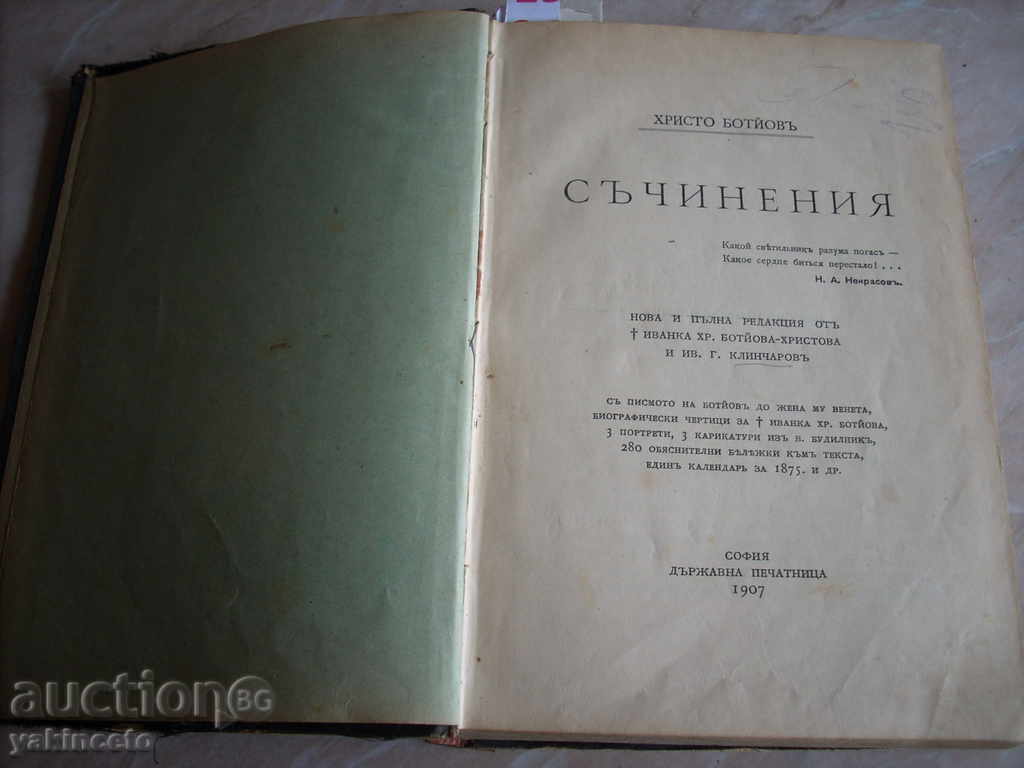 ХРИСТО БОТЙОВЪ
СЪЧИНЕНИЯ
Какой свѣтильникъ разума погасъ —
Какое сердце биться перестало! . . .
Н. А. Некрасовъ.
НОВА И ПЪЛНА РЕДАКЦИЯ ОТЪ
† ИВАНКА ХР. БОТЙОВА-ХРИСТОВА
И ИВ. Г. КЛИНЧАРОВЪ
СЪ ПИСМОТО НА БОТЙОВЪ ДО ЖЕНА МУ ВЕНЕТА,
БИОГРАФИЧЕСКИ ЧЕРТИЦИ ЗА † ИВАНКА ХР. БОТЙОВА,
3 ПОРТРЕТИ, 3 КАРИКАТУРИ ИЗЪ В. БУДИЛНИКЪ,
280 ОБЯСНИТЕЛНИ БѢЛѢЖКИ КЪМЪ ТЕКСТА,
ЕДИНЪ КАЛЕНДАРЬ ЗА 1875. И ДР.
СОФИЯ
ДЪРЖАВНА ПЕЧАТНИЦА
1907
auction BG
yakinceto